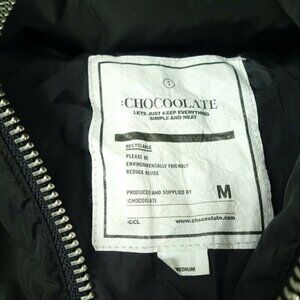 :CHOCOOLATE
LETS JUST KEEP EVERYTHING
SIMPLE AND NEAT
RECYCLABLE
PLEASE BE
ENVIRONMENTALLY FRIENDLY
REDUCE REUSE
PRODUCED AND SUPPLIED BY
:CHOCOOLATE
M
:CCL
www.chocoolate.com
MEDIUM